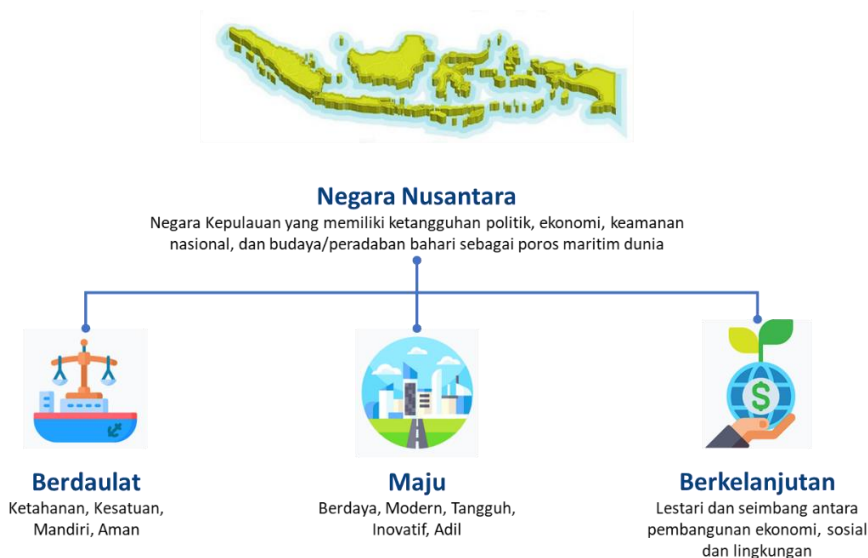 Negara Nusantara
Negara Kepulauan yang memiliki ketangguhan politik, ekonomi, keamanan
nasional, dan budaya/peradaban bahari sebagai poros maritim dunia
Berdaulat
Ketahanan, Kesatuan,
Mandiri, Aman
Maju
Berdaya, Modern, Tangguh,
Inovatif, Adil
$
Berkelanjutan
Lestari dan seimbang antara
pembangunan ekonomi, sosial
dan lingkungan